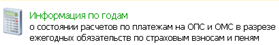 Информация по годам
о состоянии расчетов по платежам на ОПС и ОМС в разрезе
ежегодных обязательств по страховым взносам и пеням